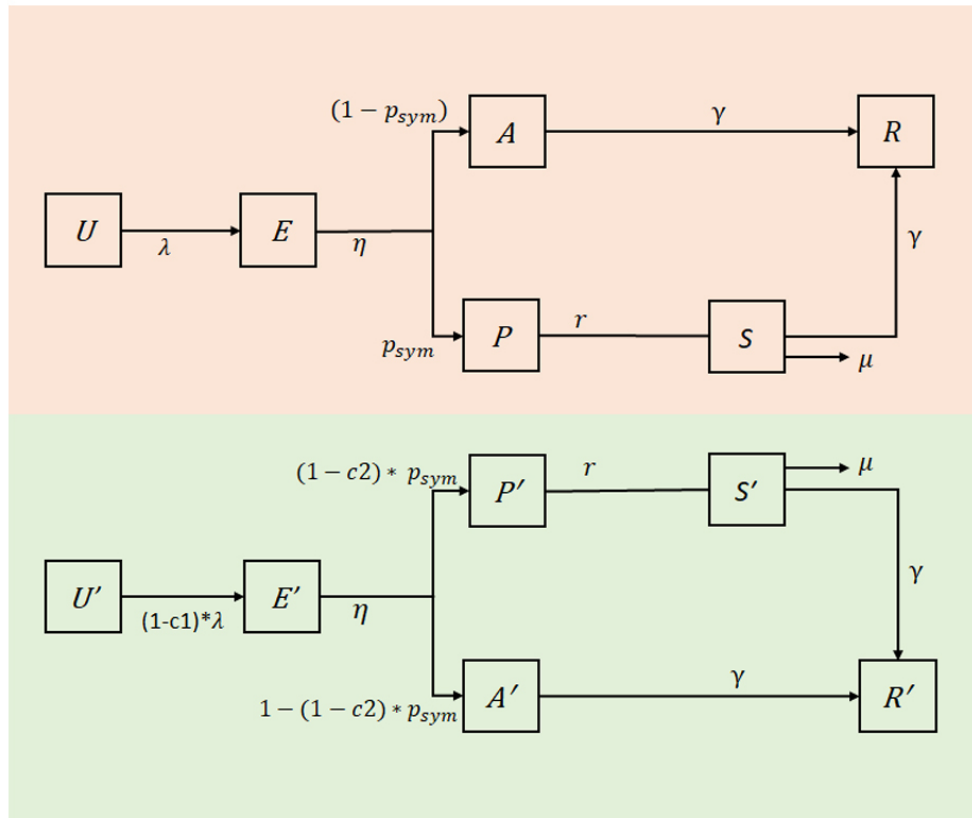 (1 − p_sym)
A
γ
R
U
λ
E
η
γ
p_sym
P
r
S
μ
(1 − c2) ∗ p_sym
P′
r
S′
μ
U′
(1-c1)*λ
E′
η
γ
1 − (1 − c2) ∗ p_sym
A′
γ
R′